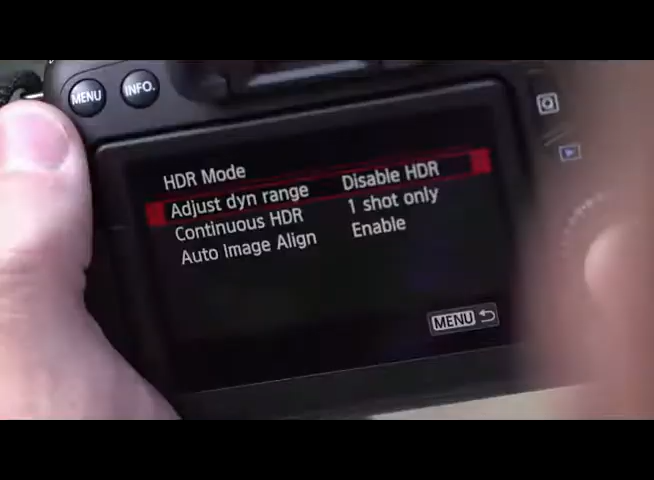 MENU INFO.
HDR Mode
Adjust dyn range Disable HDR
Continuous HDR 1 shot only
Auto Image Align Enable
MENU